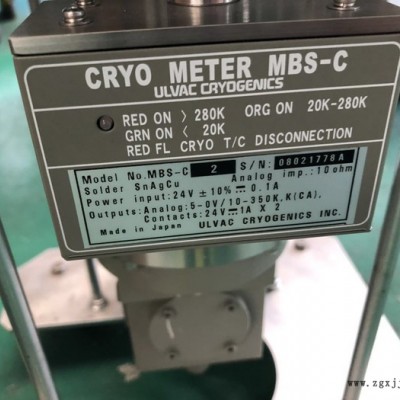 CRYO METER MBS-C
ULVAC CRYOGENICS
RED ON > 280K ORG ON 20K-280K
GRN ON < 20K
RED FL CRYO T/C DISCONNECTION
Model No.MBS-C 2 S/N: 08021778A
Solder SnAgCu Analog imp.:10ohm
Power input:24V ±10% ⎓ 0.1A
Outputs:Analog:5-0V/10-350K,K(CA),
Contacts:24V⎓1A X 2
Made in Japan ULVAC CRYOGENICS INC.
www.zgxjj